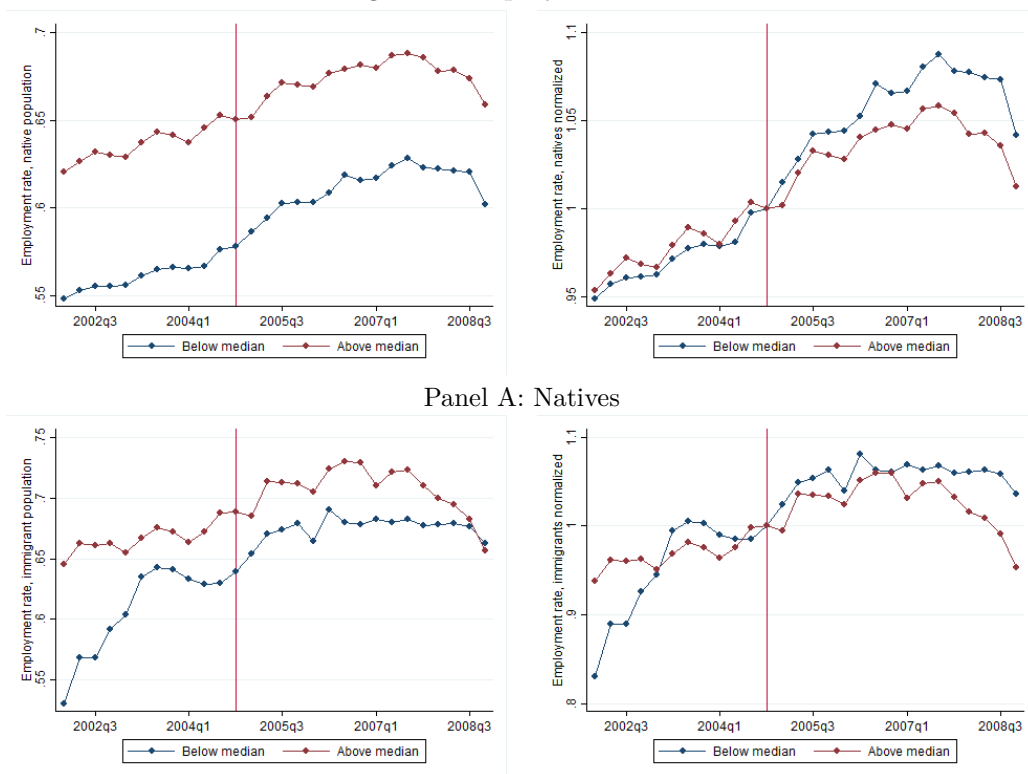 Employment rate, native population
.7
.65
.6
.55
2002q3 2004q1 2005q3 2007q1 2008q3
Below median Above median
Employment rate, natives normalized
1.1
1.05
1
.95
2002q3 2004q1 2005q3 2007q1 2008q3
Below median Above median
Panel A: Natives
Employment rate, immigrant population
.75
.7
.65
.6
.55
2002q3 2004q1 2005q3 2007q1 2008q3
Below median Above median
Employment rate, immigrants normalized
1.1
1
.9
.8
2002q3 2004q1 2005q3 2007q1 2008q3
Below median Above median